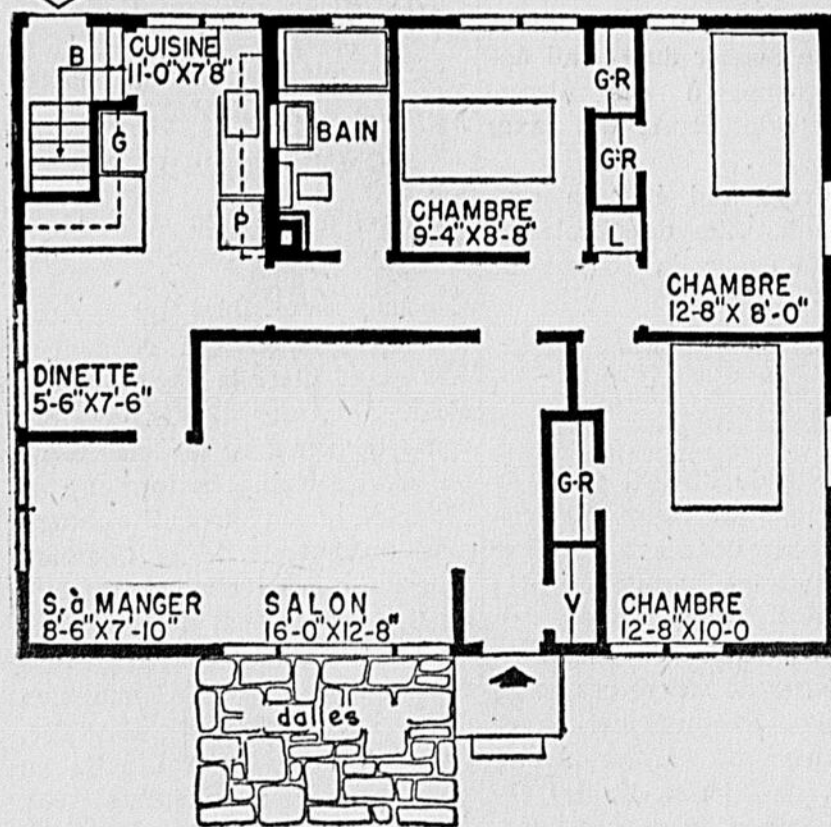 B
CUISINE
11'-0"X7'8"
G
P
BAIN
CHAMBRE
9'-4"X8'-8"
G-R
G-R
L
CHAMBRE
12'-8"X 8'-0"
DINETTE
5'-6"X7'-6"
G-R
S. à MANGER
8'-6"X7'-10"
SALON
16'-0"X12'-8"
V
CHAMBRE
12'-8"X10'-0
dalles